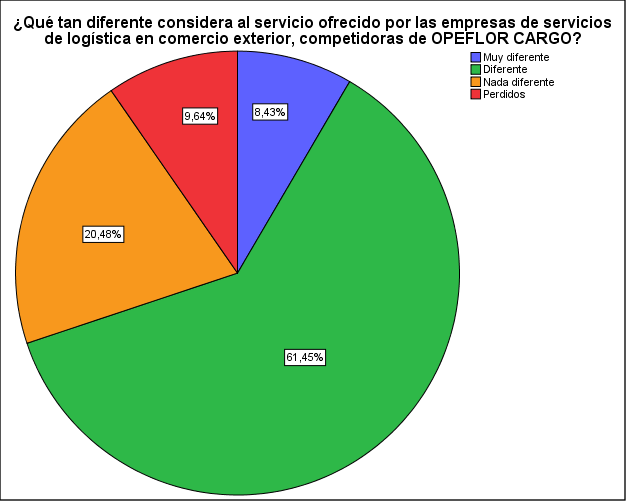 ¿Qué tan diferente considera al servicio ofrecido por las empresas de servicios
de logística en comercio exterior, competidoras de OPEFLOR CARGO?
Muy diferente
Diferente
Nada diferente
Perdidos
9,64%
8,43%
20,48%
61,45%